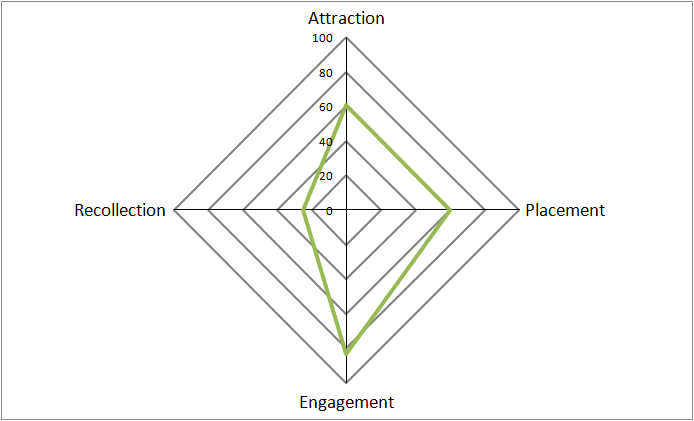 Attraction
100
80
60
40
20
0
Recollection
Placement
Engagement